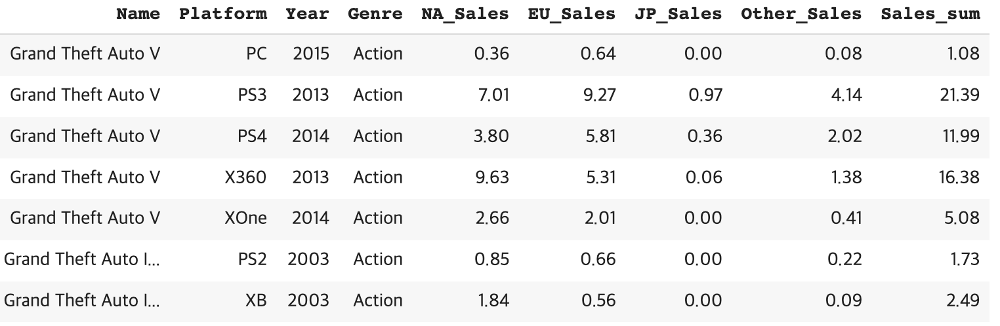 Name Platform Year Genre NA_Sales EU_Sales JP_Sales Other_Sales Sales_sum
Grand Theft Auto V PC 2015 Action 0.36 0.64 0.00 0.08 1.08
Grand Theft Auto V PS3 2013 Action 7.01 9.27 0.97 4.14 21.39
Grand Theft Auto V PS4 2014 Action 3.80 5.81 0.36 2.02 11.99
Grand Theft Auto V X360 2013 Action 9.63 5.31 0.06 1.38 16.38
Grand Theft Auto V XOne 2014 Action 2.66 2.01 0.00 0.41 5.08
Grand Theft Auto I... PS2 2003 Action 0.85 0.66 0.00 0.22 1.73
Grand Theft Auto I... XB 2003 Action 1.84 0.56 0.00 0.09 2.49